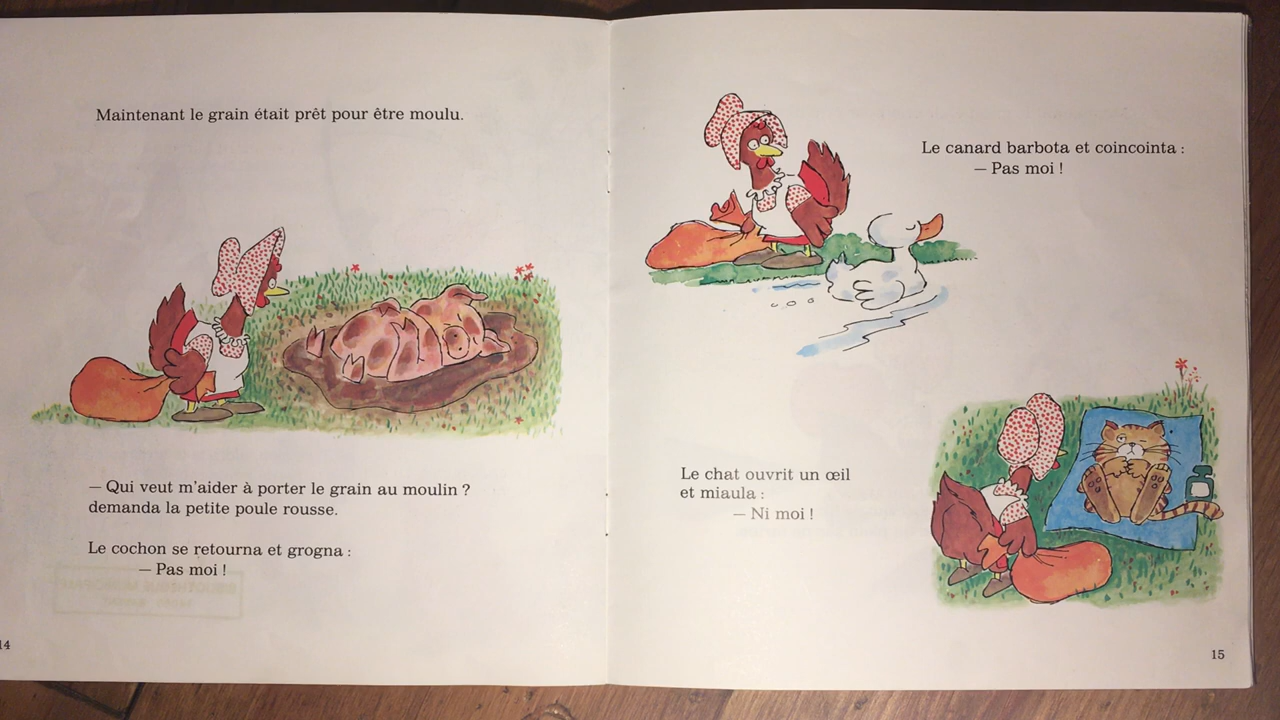 Maintenant le grain était prêt pour être moulu.
— Qui veut m'aider à porter le grain au moulin ?
demanda la petite poule rousse.
Le cochon se retourna et grogna :
— Pas moi !
14
Le canard barbota et coincointa :
— Pas moi !
Le chat ouvrit un œil
et miaula :
— Ni moi !
15